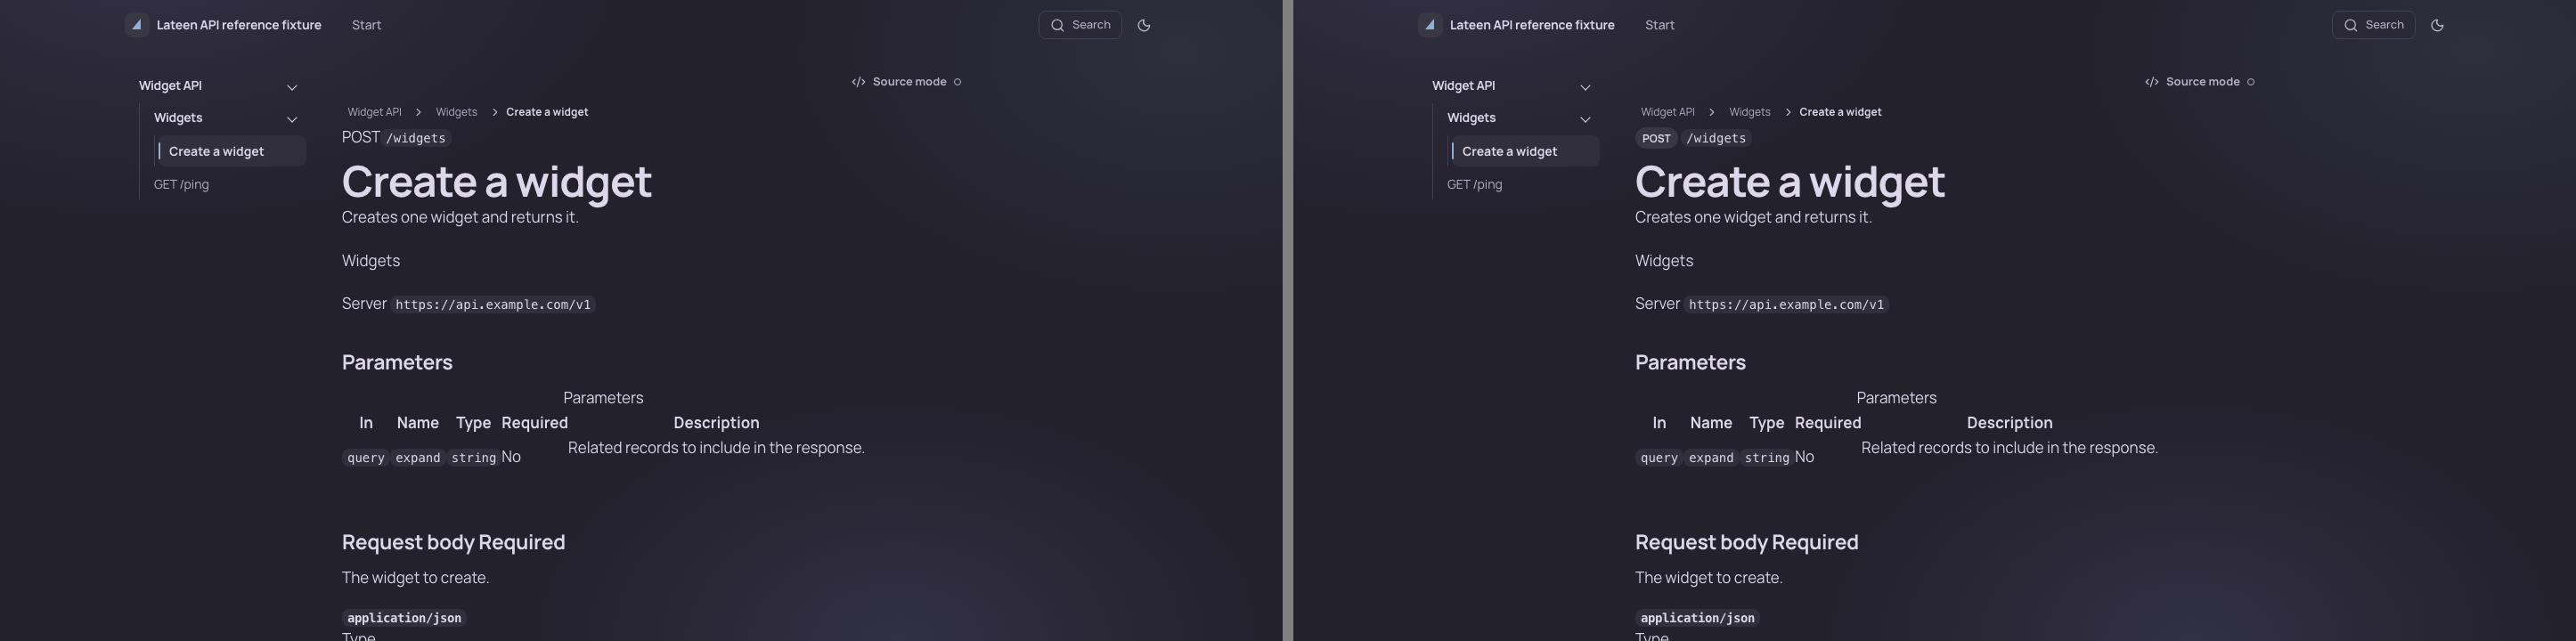 Lateen API reference fixture Start Search
Widget API
Source mode
Widget API > Widgets > Create a widget
Widgets
POST /widgets
Create a widget
Create a widget
GET /ping
Creates one widget and returns it.
Widgets
Server https://api.example.com/v1
Parameters
Parameters
In Name Type Required Description
query expand string No Related records to include in the response.
Request body Required
The widget to create.
application/json
Type
Lateen API reference fixture Start Search
Widget API
Source mode
Widget API > Widgets > Create a widget
Widgets
POST /widgets
Create a widget
Create a widget
GET /ping
Creates one widget and returns it.
Widgets
Server https://api.example.com/v1
Parameters
Parameters
In Name Type Required Description
query expand string No Related records to include in the response.
Request body Required
The widget to create.
application/json
Type